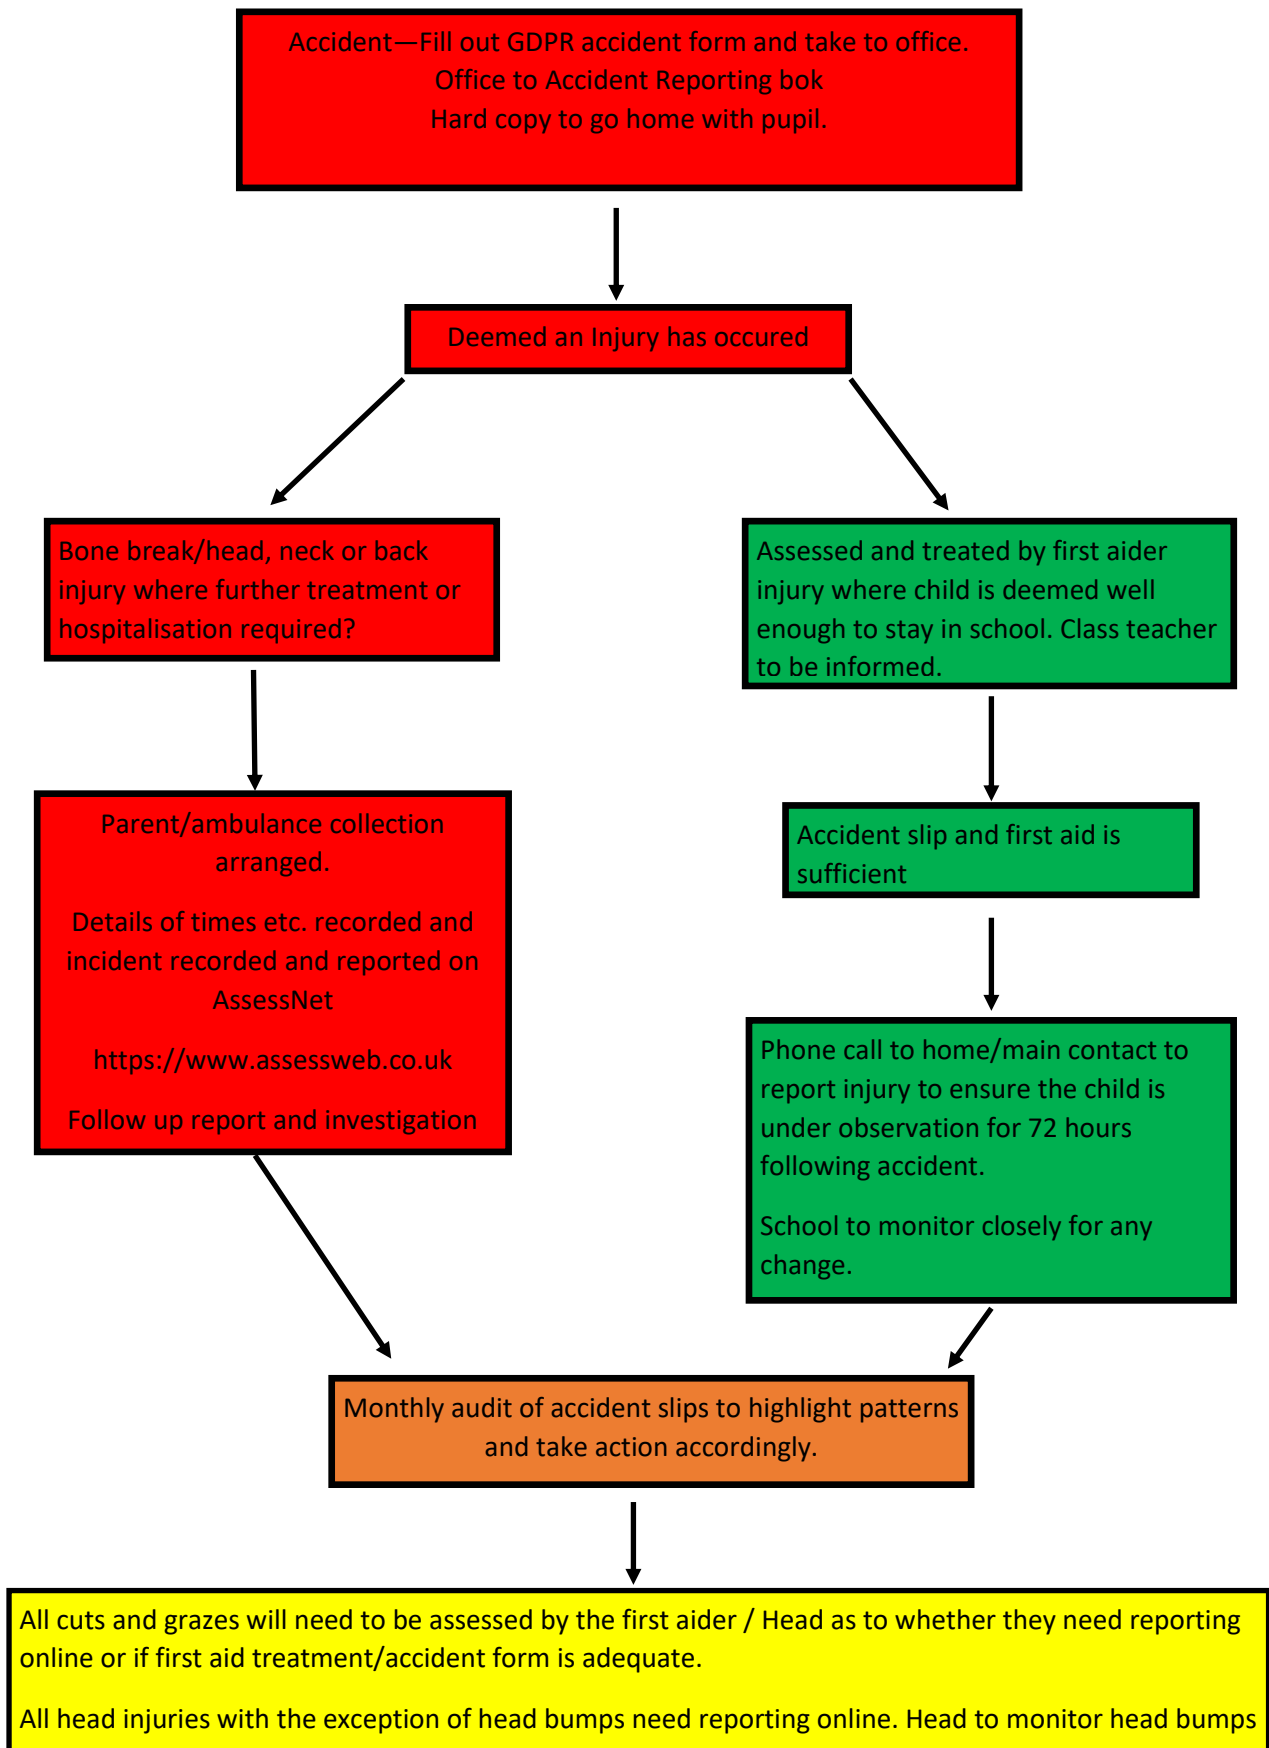 Accident—Fill out GDPR accident form and take to office.
Office to Accident Reporting bok
Hard copy to go home with pupil.
Deemed an Injury has occured
Bone break/head, neck or back
injury where further treatment or
hospitalisation required?
Assessed and treated by first aider
injury where child is deemed well
enough to stay in school. Class teacher
to be informed.
Parent/ambulance collection
arranged.
Details of times etc. recorded and
incident recorded and reported on
AssessNet
https://www.assessweb.co.uk
Follow up report and investigation
Accident slip and first aid is
sufficient
Phone call to home/main contact to
report injury to ensure the child is
under observation for 72 hours
following accident.
School to monitor closely for any
change.
Monthly audit of accident slips to highlight patterns
and take action accordingly.
All cuts and grazes will need to be assessed by the first aider / Head as to whether they need reporting
online or if first aid treatment/accident form is adequate.
All head injuries with the exception of head bumps need reporting online. Head to monitor head bumps